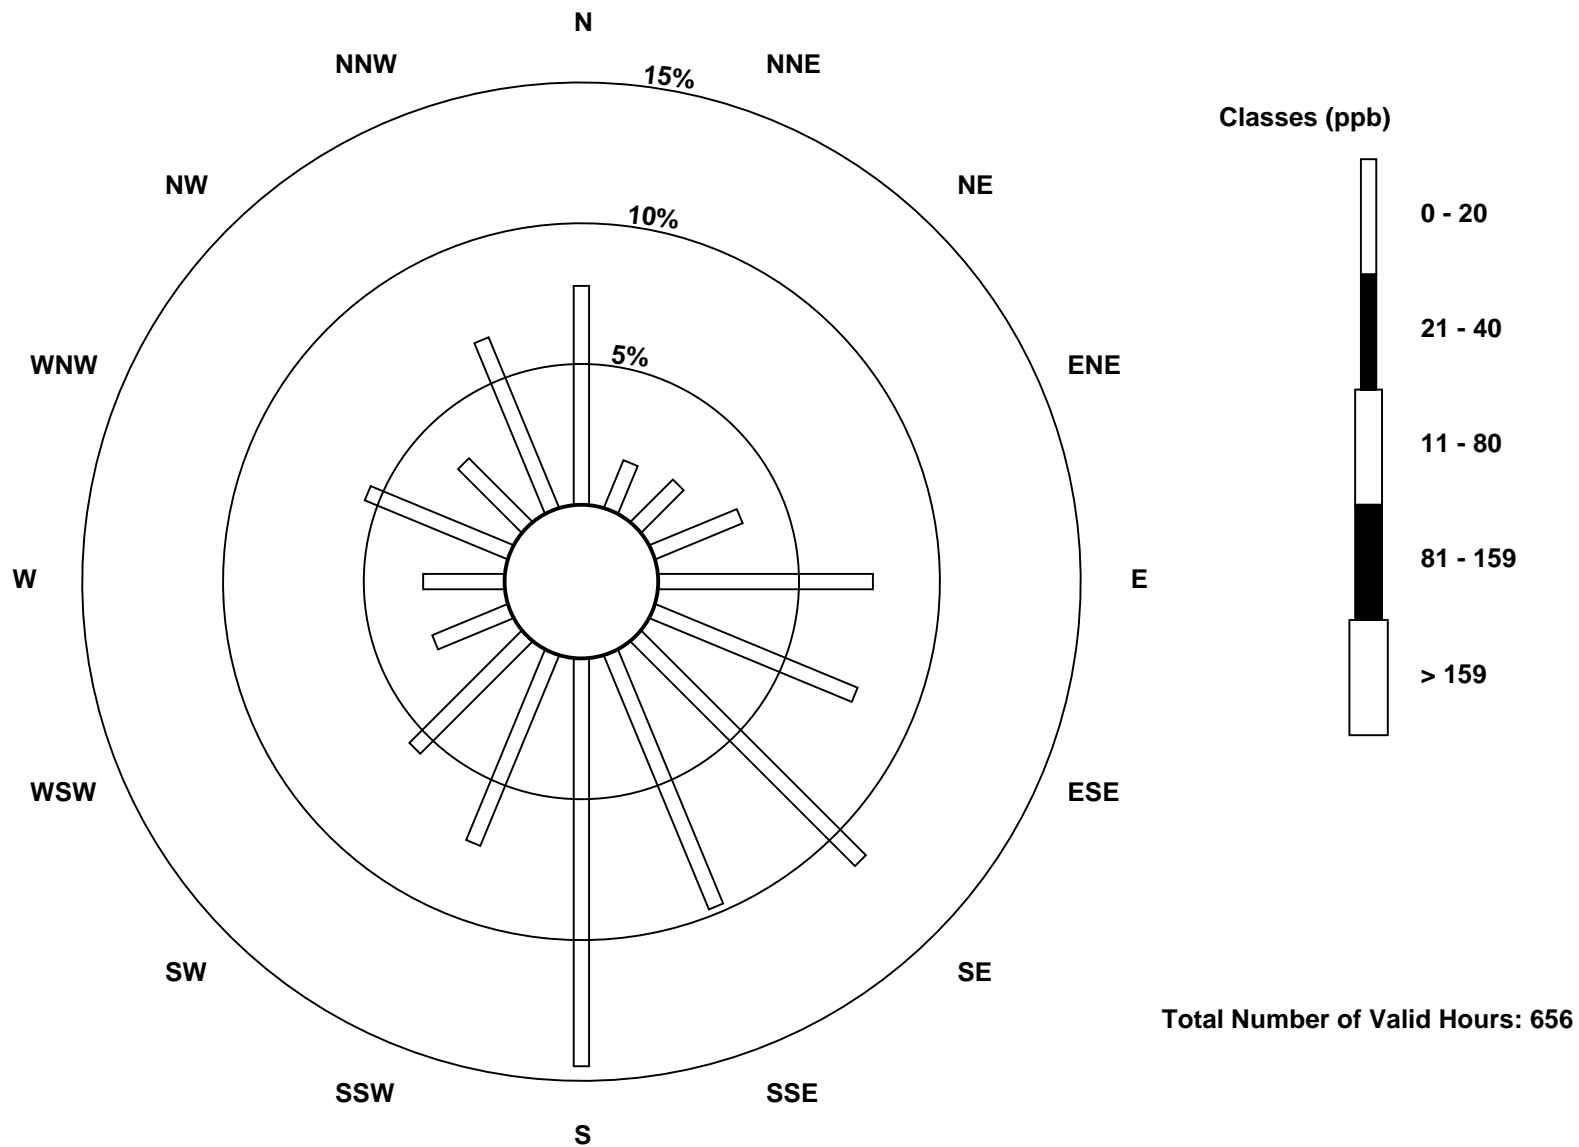 N
NNW
NNE
15%
Classes (ppb)
NW
NE
10%
0 - 20
21 - 40
5%
WNW
ENE
11 - 80
W
E
81 - 159
> 159
WSW
ESE
SW
SE
Total Number of Valid Hours: 656
SSW
SSE
S